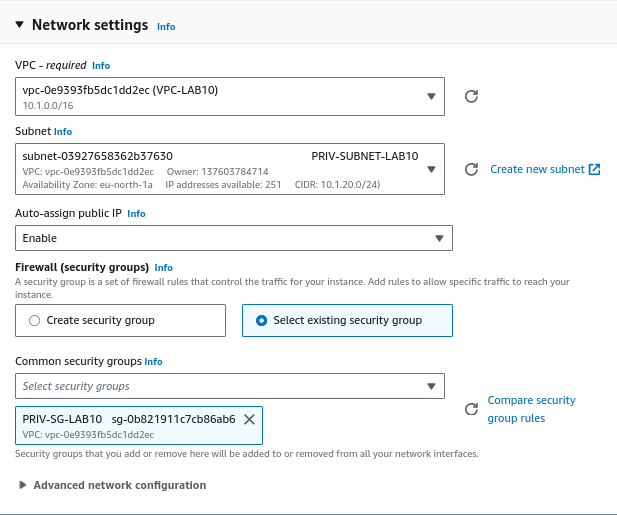 Network settings Info
VPC - required Info
vpc-0e9393fb5dc1dd2ec (VPC-LAB10)
10.1.0.0/16
Subnet Info
subnet-03927658362b37630 PRIV-SUBNET-LAB10
VPC: vpc-0e9393fb5dc1dd2ec Owner: 137603784714
Availability Zone: eu-north-1a IP addresses available: 251 CIDR: 10.1.20.0/24)
Create new subnet
Auto-assign public IP Info
Enable
Firewall (security groups) Info
A security group is a set of firewall rules that control the traffic for your instance. Add rules to allow specific traffic to reach your
instance.
Create security group
Select existing security group
Common security groups Info
Select security groups
PRIV-SG-LAB10 sg-0b821911c7cb86ab6
VPC: vpc-0e9393fb5dc1dd2ec
Compare security
group rules
Security groups that you add or remove here will be added to or removed from all your network interfaces.
Advanced network configuration